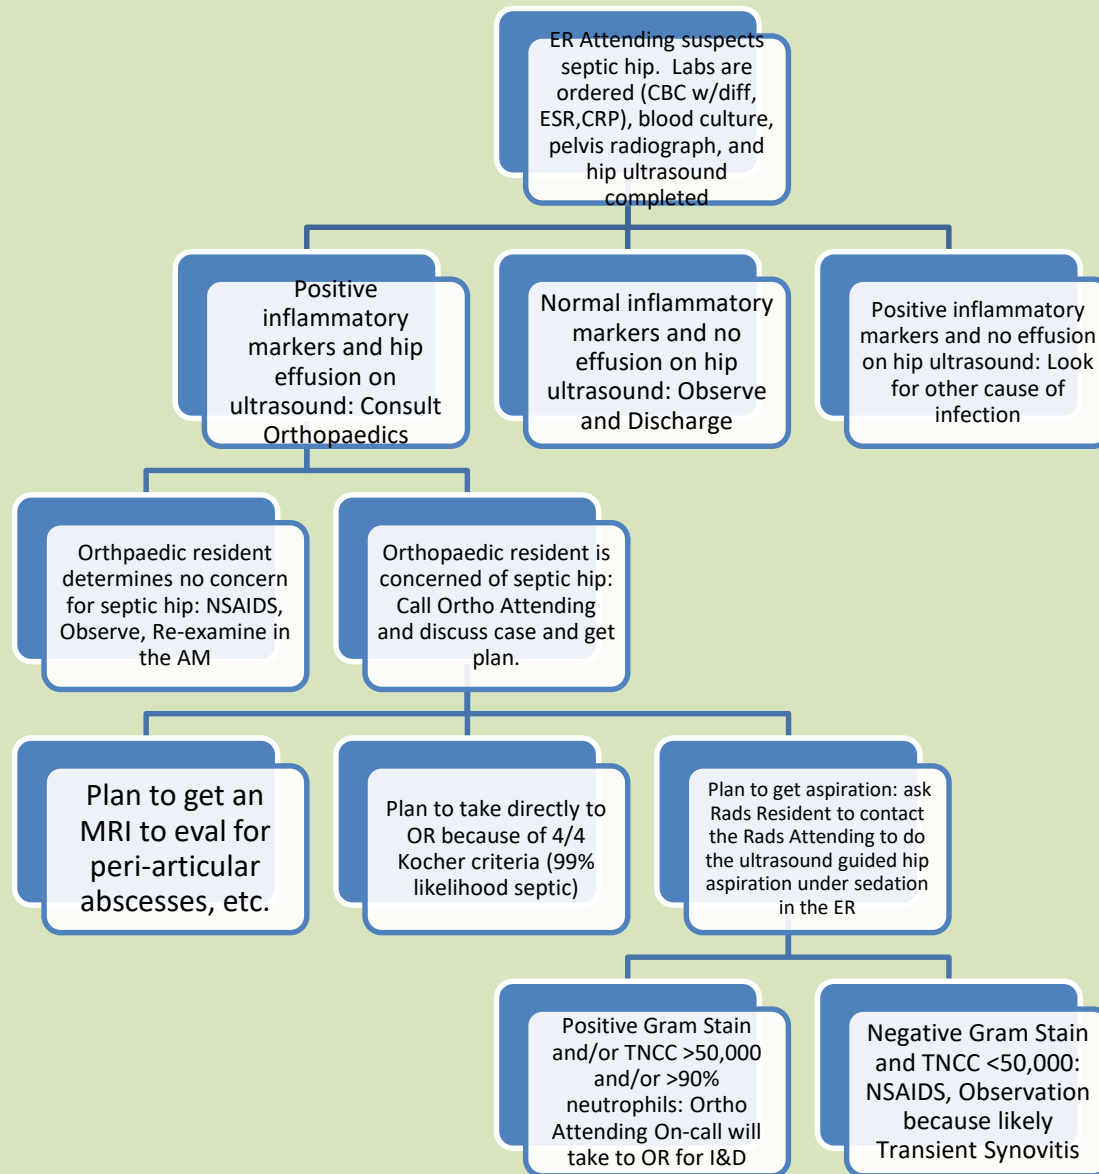 ER Attending suspects
septic hip.  Labs are
ordered (CBC w/diff,
ESR,CRP), blood culture,
pelvis radiograph, and
hip ultrasound
completed
Positive
inflammatory
markers and hip
effusion on
ultrasound: Consult
Orthopaedics
Normal inflammatory
markers and no
effusion on hip
ultrasound: Observe
and Discharge
Positive inflammatory
markers and no effusion
on hip ultrasound: Look
for other cause of
infection
Orthpaedic resident
determines no concern
for septic hip: NSAIDS,
Observe, Re-examine in
the AM
Orthopaedic resident is
concerned of septic hip:
Call Ortho Attending
and discuss case and get
plan.
Plan to get an
MRI to eval for
peri-articular
abscesses, etc.
Plan to take directly to
OR because of 4/4
Kocher criteria (99%
likelihood septic)
Plan to get aspiration: ask
Rads Resident to contact
the Rads Attending to do
the ultrasound guided hip
aspiration under sedation
in the ER
Positive Gram Stain
and/or TNCC >50,000
and/or >90%
neutrophils: Ortho
Attending On-call will
take to OR for I&D
Negative Gram Stain
and TNCC <50,000:
NSAIDS, Observation
because likely
Transient Synovitis